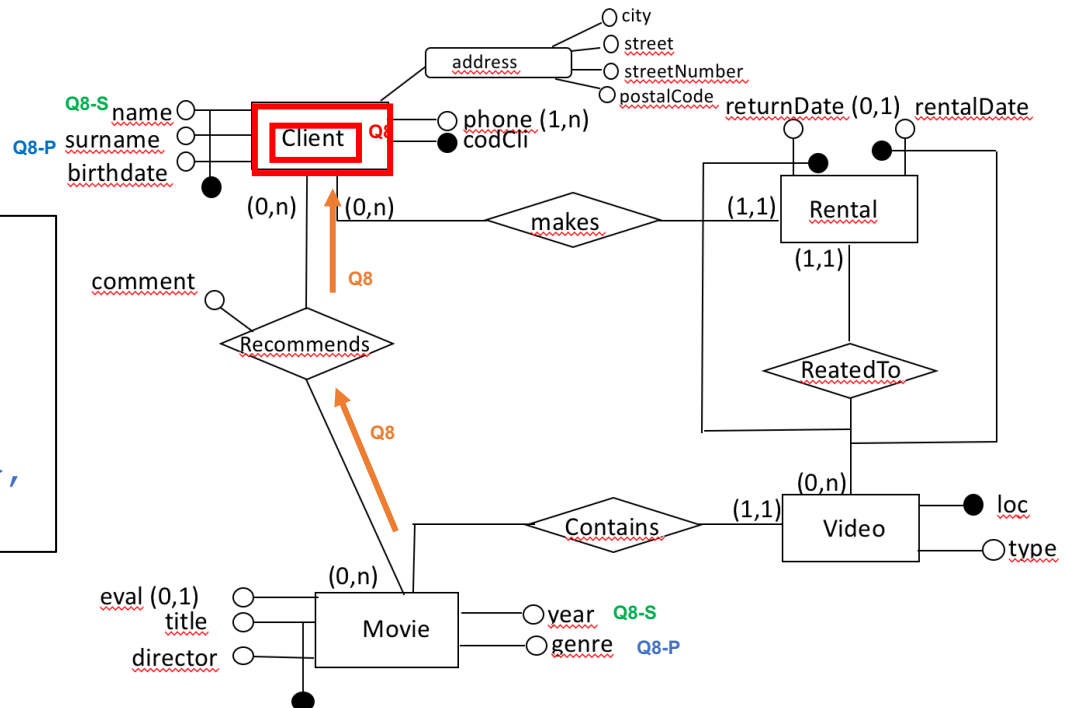 city
street
streetNumber
postalCode
address
Q8-S
name
Q8-P
surname
birthdate
Client
Q8
phone (1,n)
codCli
returnDate (0,1)
rentalDate
(0,n)
(0,n)
makes
(1,1)
Rental
(1,1)
comment
Q8
Recommends
ReatedTo
Q8
,
(0,n)
(1,1)
Contains
Video
loc
type
(0,n)
eval (0,1)
title
director
Movie
year
Q8-S
genre
Q8-P